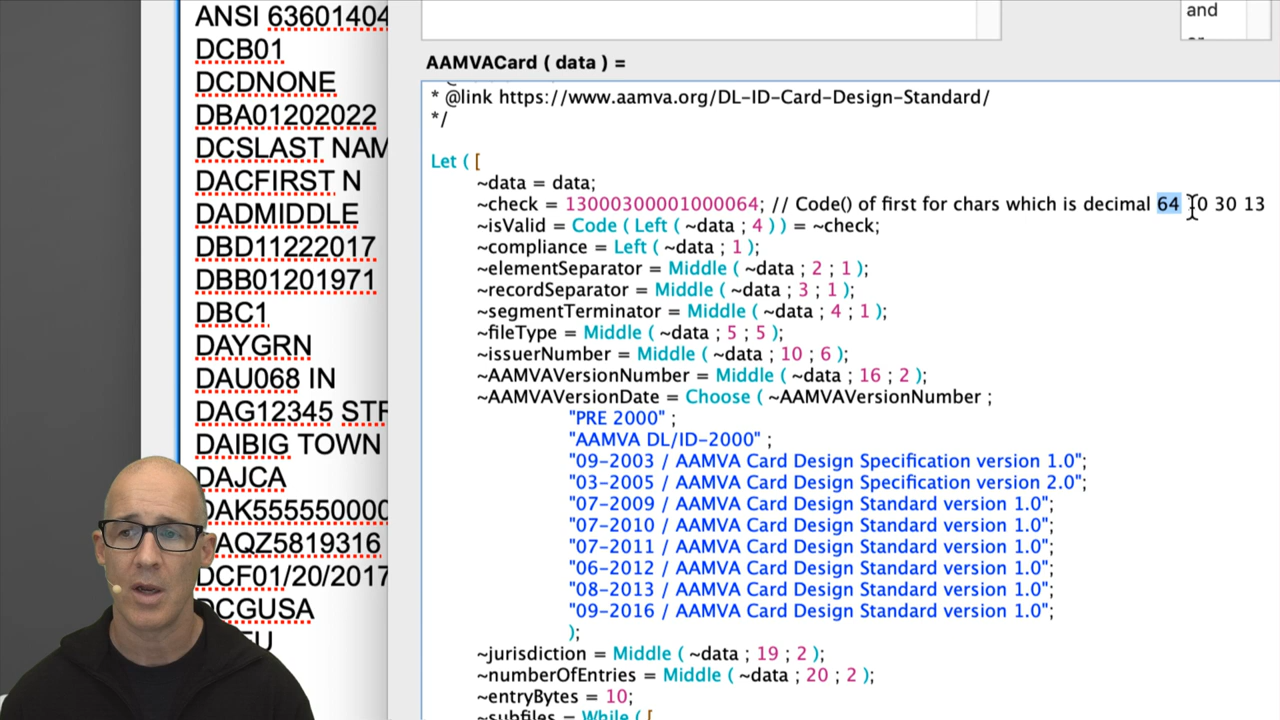 ANSI 63601404
DCB01
DCDNONE
DBA01202022
DCSLAST NAM
DACFIRST N
DADMIDDLE
DBD11222017
DBB01201971
DBC1
DAYGRN
DAU068 IN
DAG12345 STR
DAIBIG TOWN
DAJCA
DAK555550000
AQZ5819316
DCF01/20/2017
DCGUSA
and
AAMVACard ( data ) =
* @link https://www.aamva.org/DL-ID-Card-Design-Standard/
*/
Let ( [
~data = data;
~check = 13000300001000064; // Code() of first for chars which is decimal 64 10 30 13
~isValid = Code ( Left ( ~data ; 4 ) ) = ~check;
~compliance = Left ( ~data ; 1 );
~elementSeparator = Middle ( ~data ; 2 ; 1 );
~recordSeparator = Middle ( ~data ; 3 ; 1 );
~segmentTerminator = Middle ( ~data ; 4 ; 1 );
~fileType = Middle ( ~data ; 5 ; 5 );
~issuerNumber = Middle ( ~data ; 10 ; 6 );
~AAMVAVersionNumber = Middle ( ~data ; 16 ; 2 );
~AAMVAVersionDate = Choose ( ~AAMVAVersionNumber ;
"PRE 2000" ;
"AAMVA DL/ID-2000" ;
"09-2003 / AAMVA Card Design Specification version 1.0";
"03-2005 / AAMVA Card Design Specification version 2.0";
"07-2009 / AAMVA Card Design Standard version 1.0";
"07-2010 / AAMVA Card Design Standard version 1.0";
"07-2011 / AAMVA Card Design Standard version 1.0";
"06-2012 / AAMVA Card Design Standard version 1.0";
"08-2013 / AAMVA Card Design Standard version 1.0";
"09-2016 / AAMVA Card Design Standard version 1.0";
);
~jurisdiction = Middle ( ~data ; 19 ; 2 );
~numberOfEntries = Middle ( ~data ; 20 ; 2 );
~entryBytes = 10;
~subfiles = While ( [